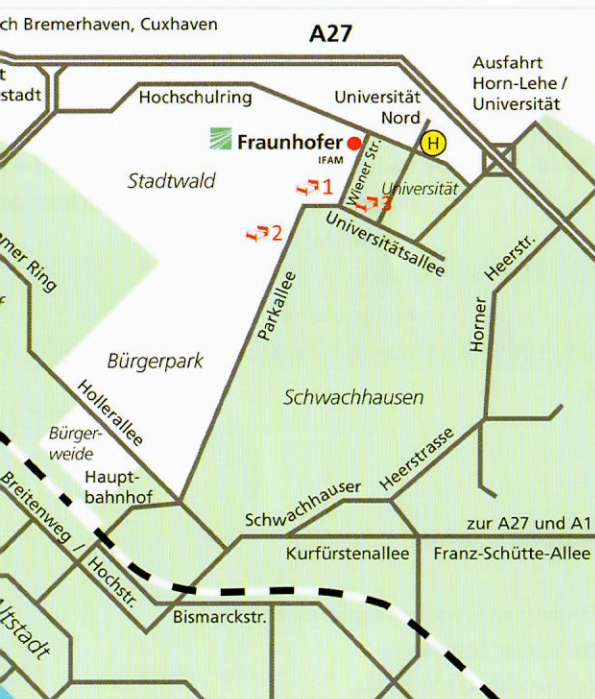 ch Bremerhaven, Cuxhaven
A27
t
stadt
Ausfahrt
Horn-Lehe /
Universität
Hochschulring
Universität
Nord
H
Fraunhofer
IFAM
Wiener Str.
Stadtwald
1
Universität
3
2
Universitätsallee
mmer Ring
f
Heerstr.
Parkallee
Horner
Bürgerpark
Schwachhausen
Hollerallee
Bürger-
weide
Haupt-
bahnhof
Heerstrasse
Schwachhauser
Breitenweg /
Hochstr.
zur A27 und A1
Kurfürstenallee
Franz-Schütte-Allee
Bismarckstr.
Altstadt